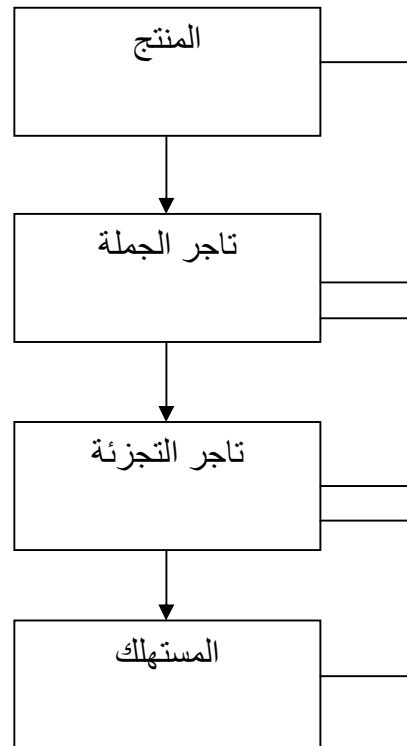 المنتج
تاجر الجملة
تاجر التجزئة
المستهلك